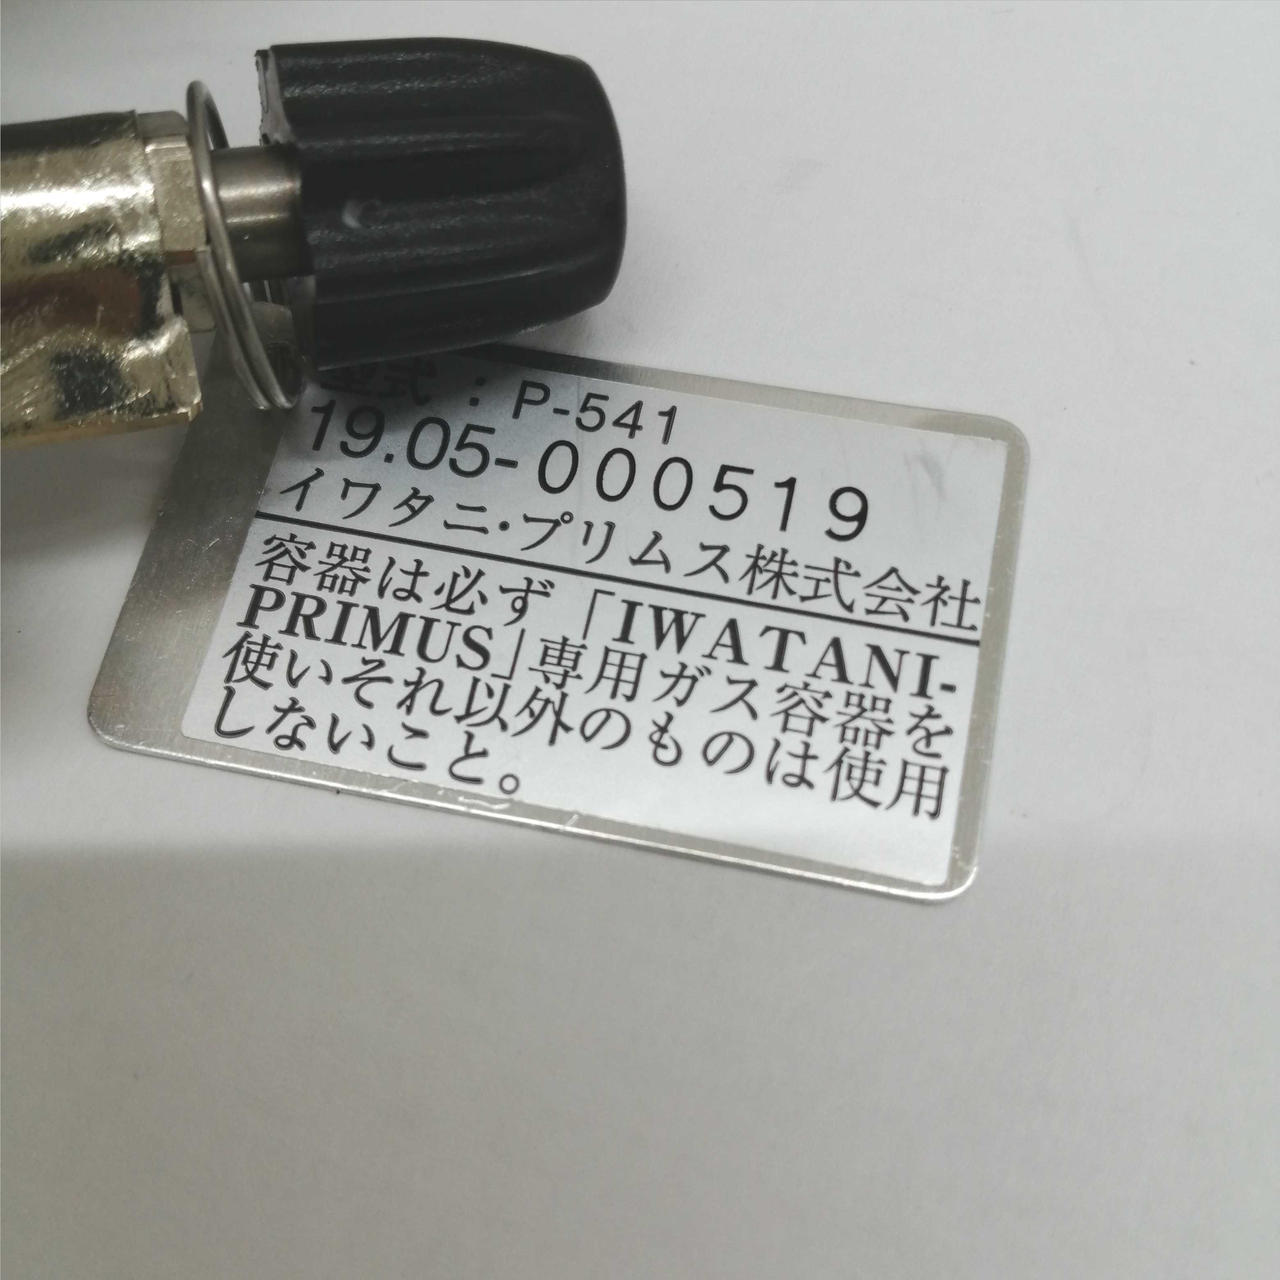 型式：P-541
19.05-000519
イワタニ・プリムス株式会社
容器は必ず「IWATANI-
PRIMUS」専用ガス容器を
使いそれ以外のものは使用
しないこと。